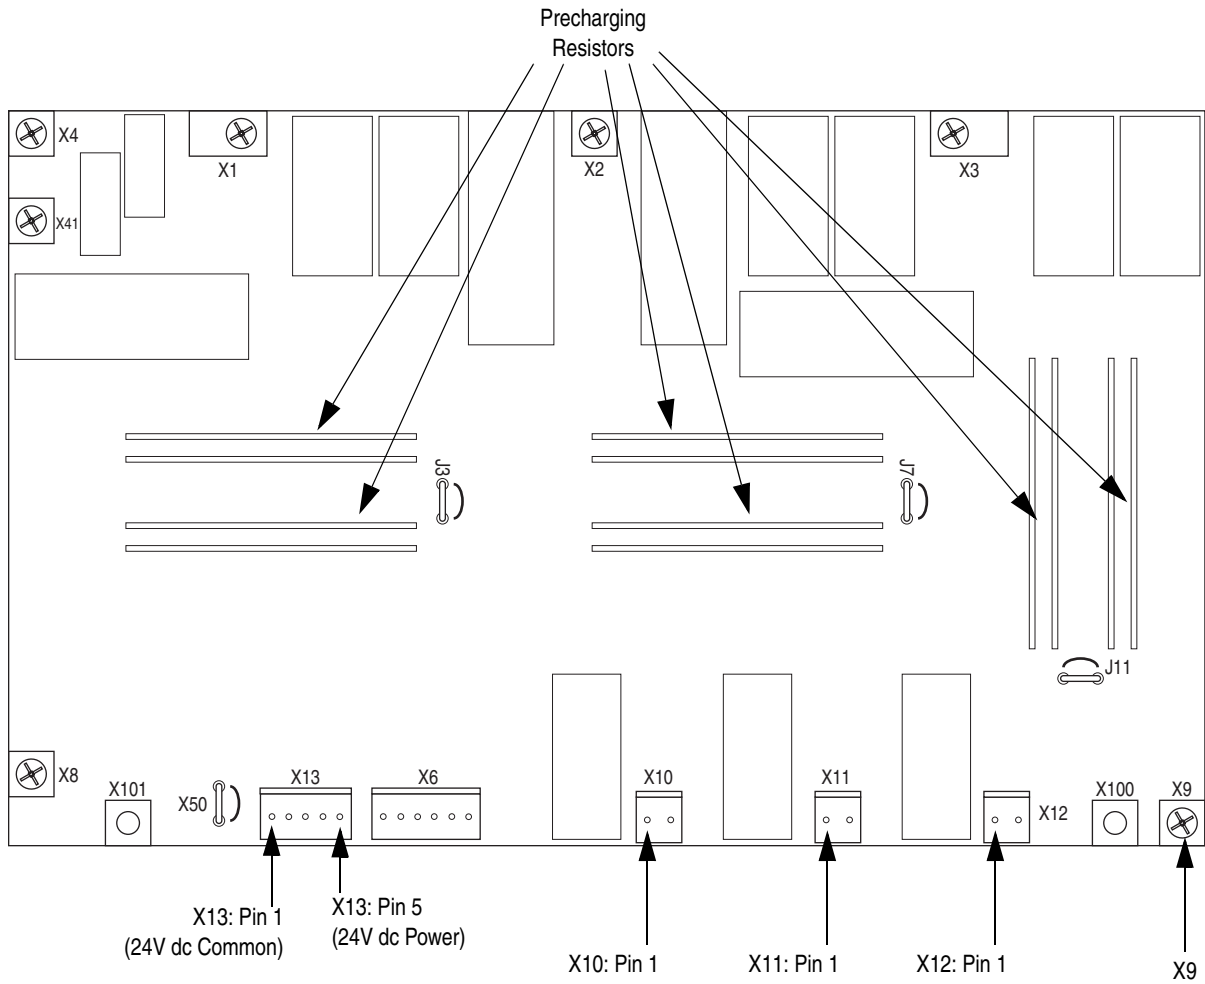 Precharging
Resistors
X4
X1
X2
X3
X41
J3
J7
J11
X8
X101
X50
X13
X6
X10
X11
X12
X100
X9
X13: Pin 1
(24V dc Common)
X13: Pin 5
(24V dc Power)
X10: Pin 1
X11: Pin 1
X12: Pin 1
X9